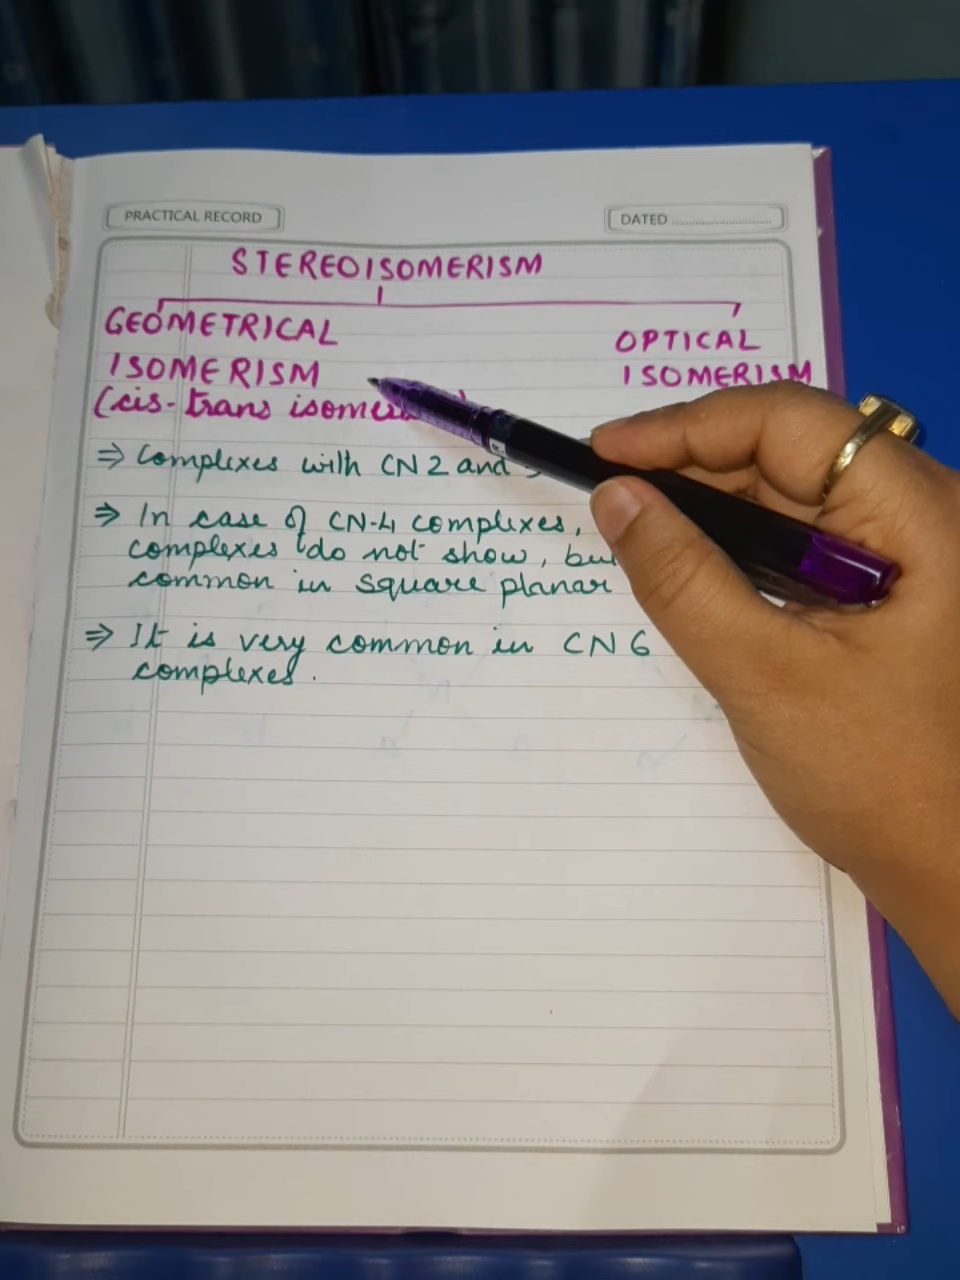 PRACTICAL RECORD
DATED
STEREOISOMERISM
GEOMETRICAL
ISOMERISM
(cis-trans
OPTICAL
ISOMERISM
⇒ Complexes with CN 2 and
⇒ In case of CN-4 complexes,
complexes do not show, but
common in square planar
⇒ It is very common in CN 6
complexes.